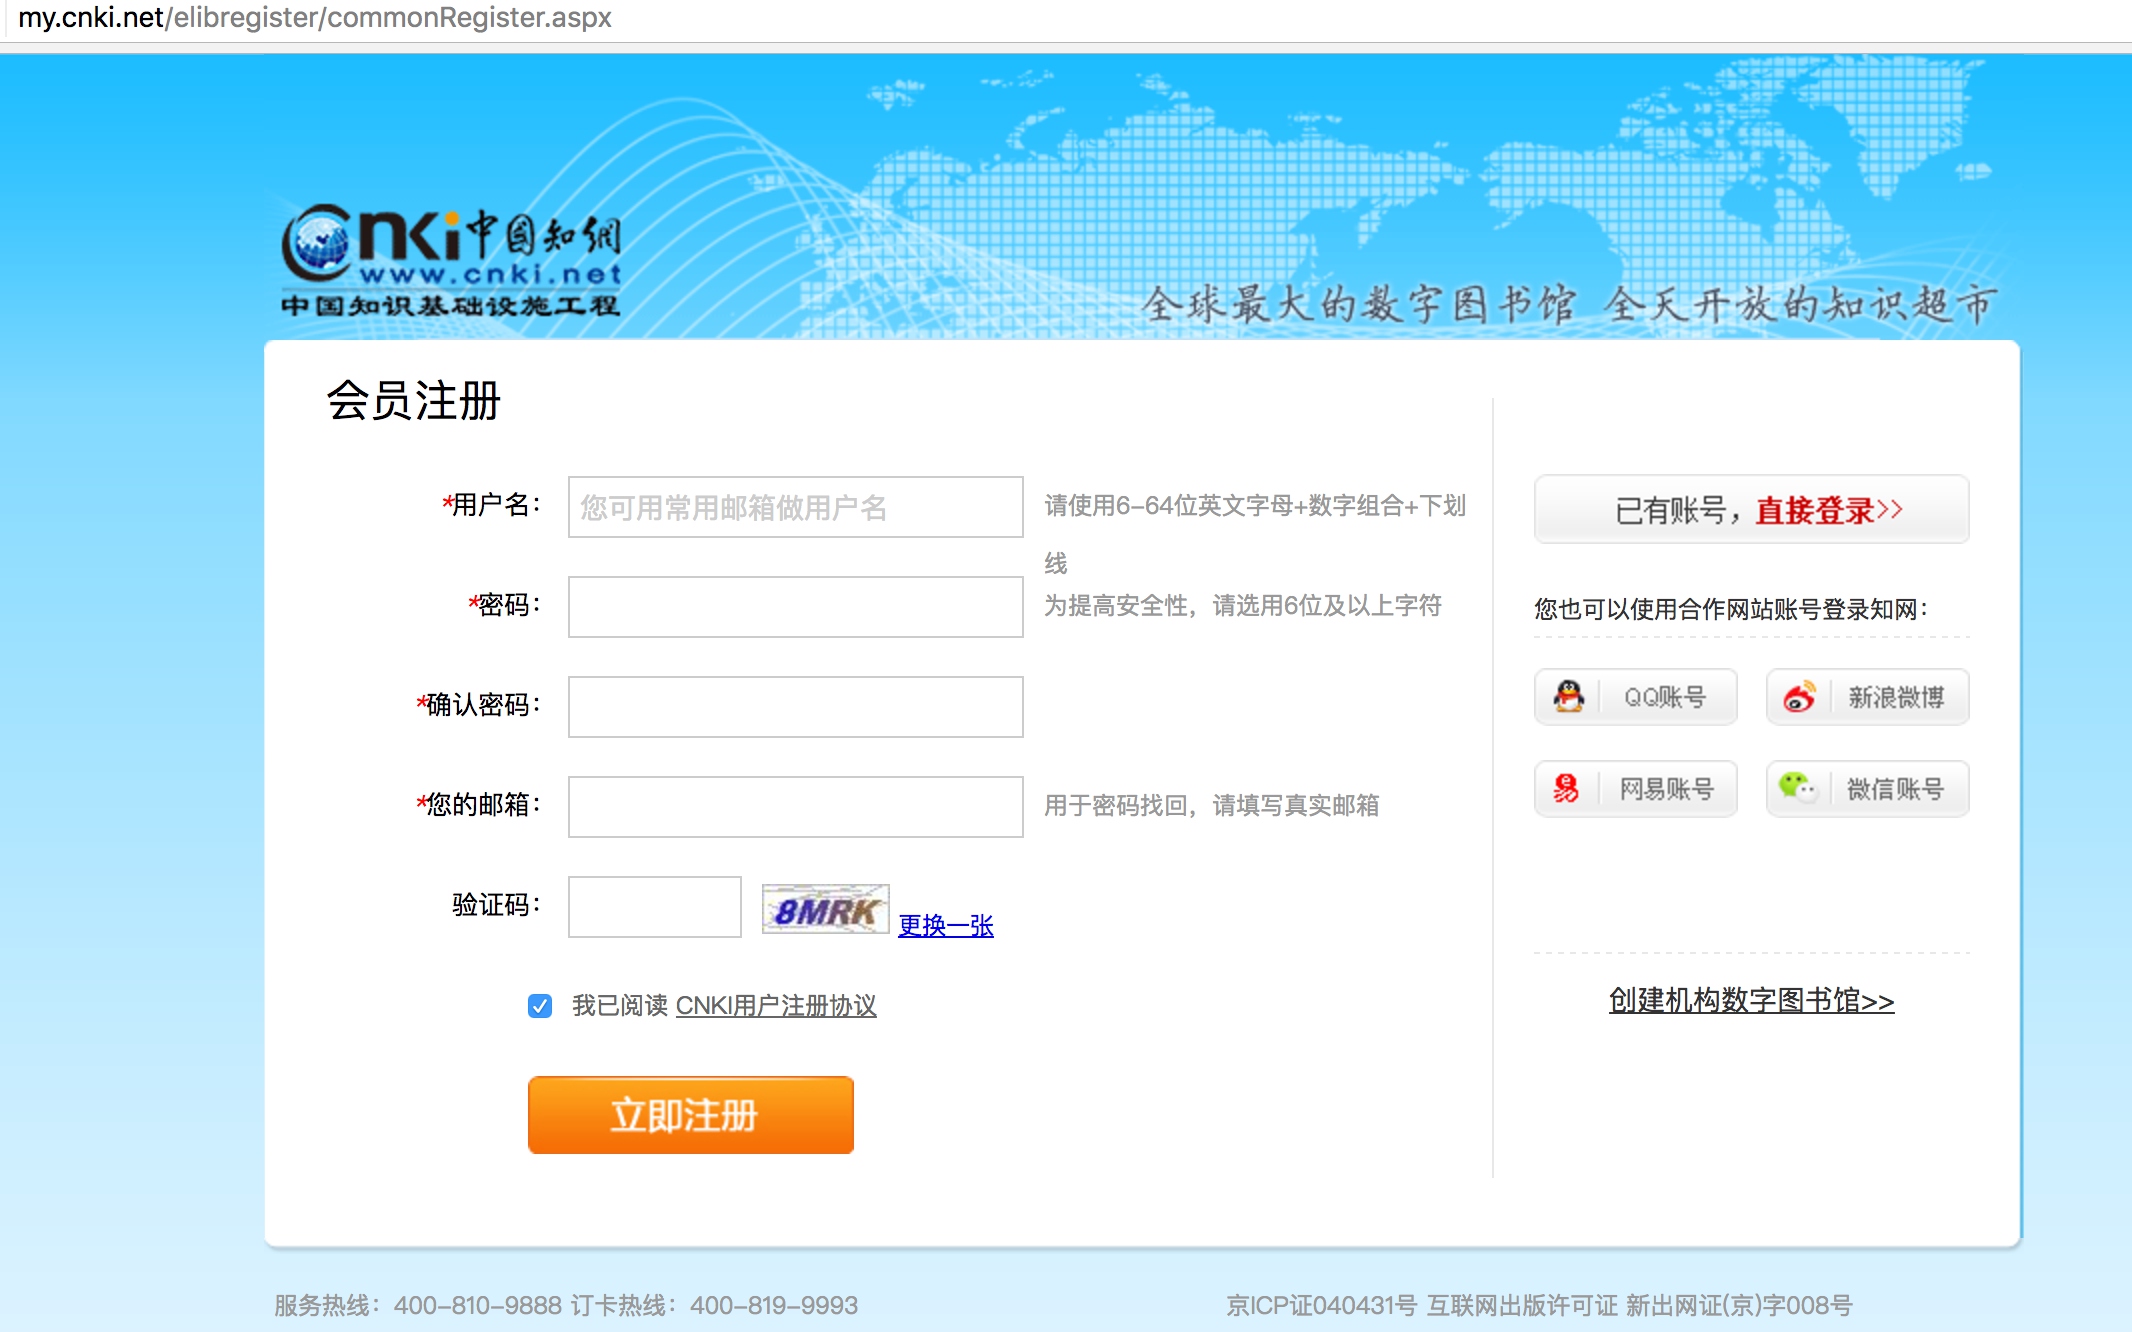 my.cnki.net/elibregister/commonRegister.aspx
cnki中国知網
www.cnki.net
中国知识基础设施工程
全球最大的数字图书馆 全天开放的知识超市
会员注册
*用户名：
您可用常用邮箱做用户名
请使用6-64位英文字母+数字组合+下划
线
*密码：
为提高安全性，请选用6位及以上字符
*确认密码：
*您的邮箱：
用于密码找回，请填写真实邮箱
验证码：
8MRK
更换一张
我已阅读 CNKI用户注册协议
立即注册
已有账号，直接登录>>
您也可以使用合作网站账号登录知网：
QQ账号
新浪微博
易 网易账号
微信账号
创建机构数字图书馆>>
服务热线：400-810-9888 订卡热线：400-819-9993
京ICP证040431号 互联网出版许可证 新出网证(京)字008号